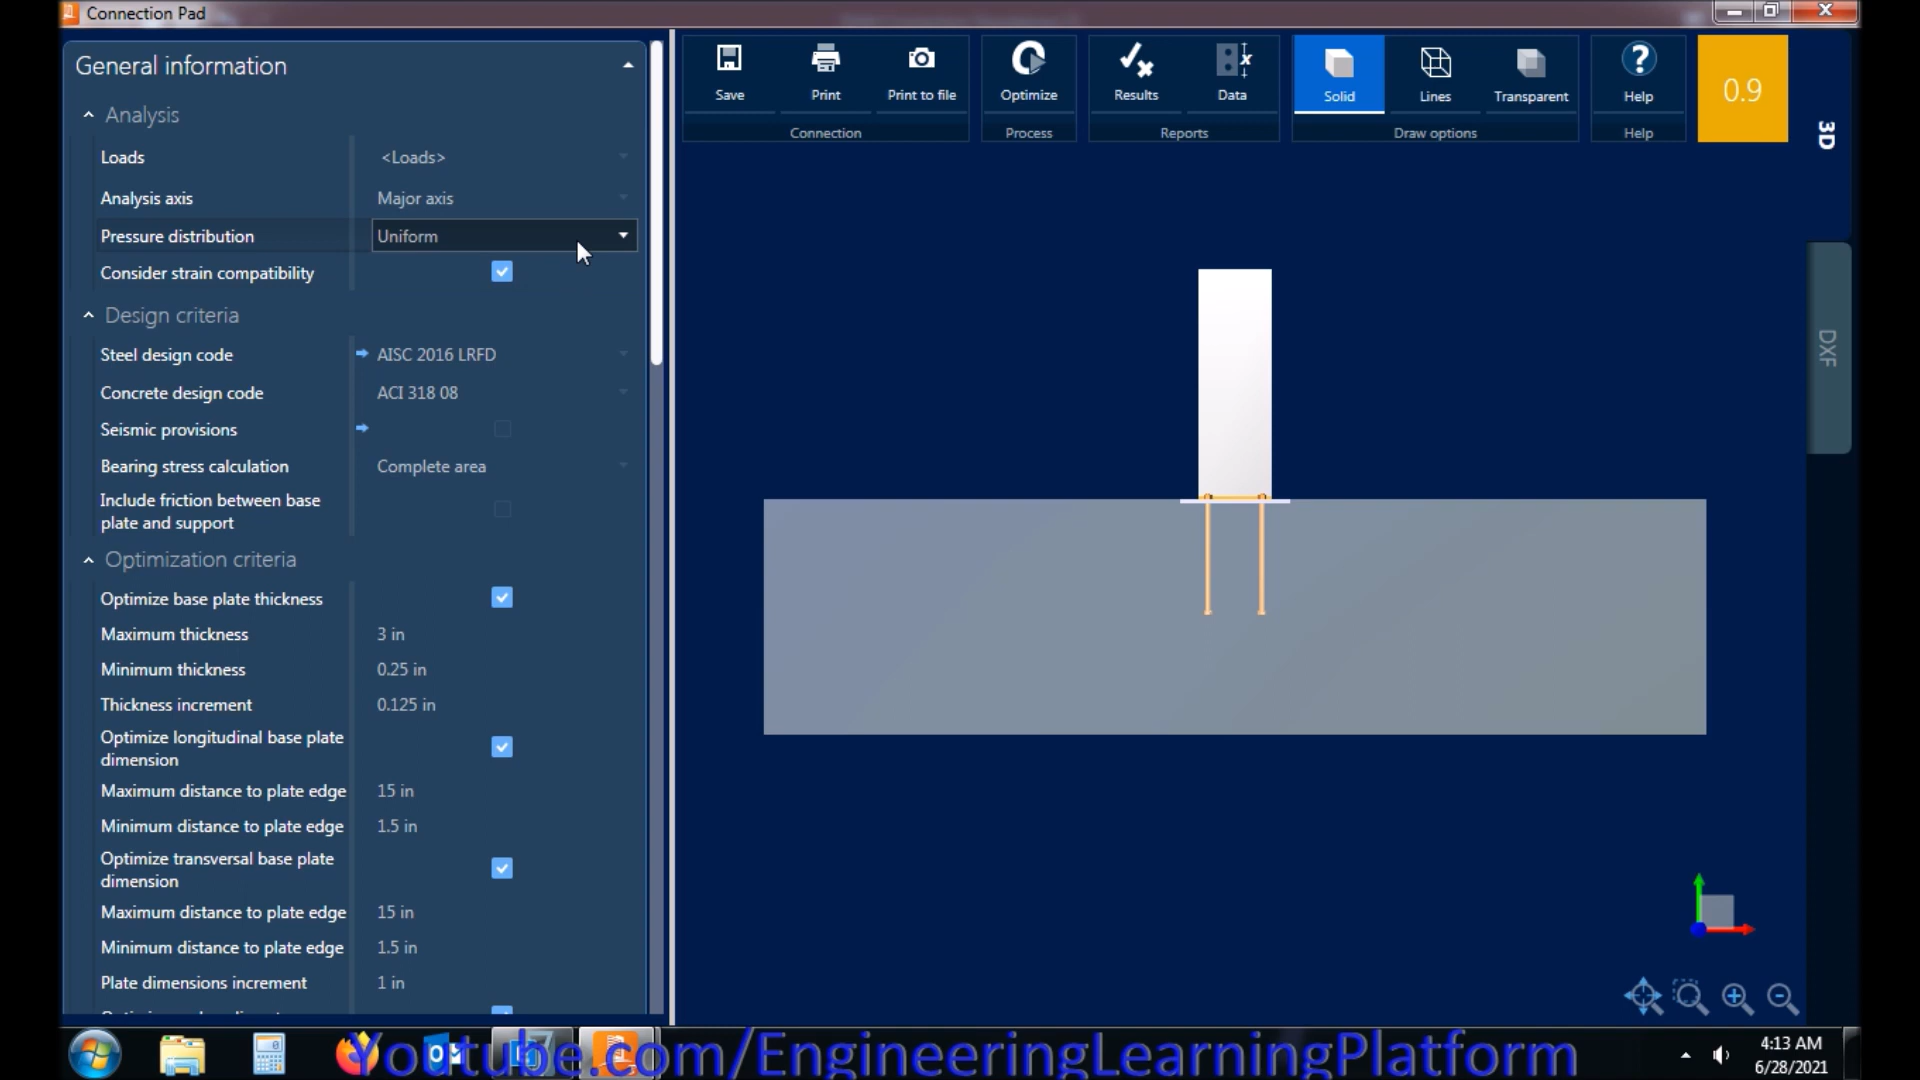 Connection Pad
General information
Analysis
Loads <Loads>
Analysis axis Major axis
Pressure distribution Uniform
Consider strain compatibility
Design criteria
Steel design code AISC 2016 LRFD
Concrete design code ACI 318 08
Seismic provisions
Bearing stress calculation Complete area
Include friction between base
plate and support
Optimization criteria
Optimize base plate thickness
Maximum thickness 3 in
Minimum thickness 0.25 in
Thickness increment 0.125 in
Optimize longitudinal base plate
dimension
Maximum distance to plate edge 15 in
Minimum distance to plate edge 1.5 in
Optimize transversal base plate
dimension
Maximum distance to plate edge 15 in
Minimum distance to plate edge 1.5 in
Plate dimensions increment 1 in
Save Print Print to file Optimize Results Data Solid Lines Transparent Help
Connection Process Reports Draw options Help
0.9
3D
DXF
Youtube.com/EngineeringLearningPlatform
4:13 AM
6/28/2021